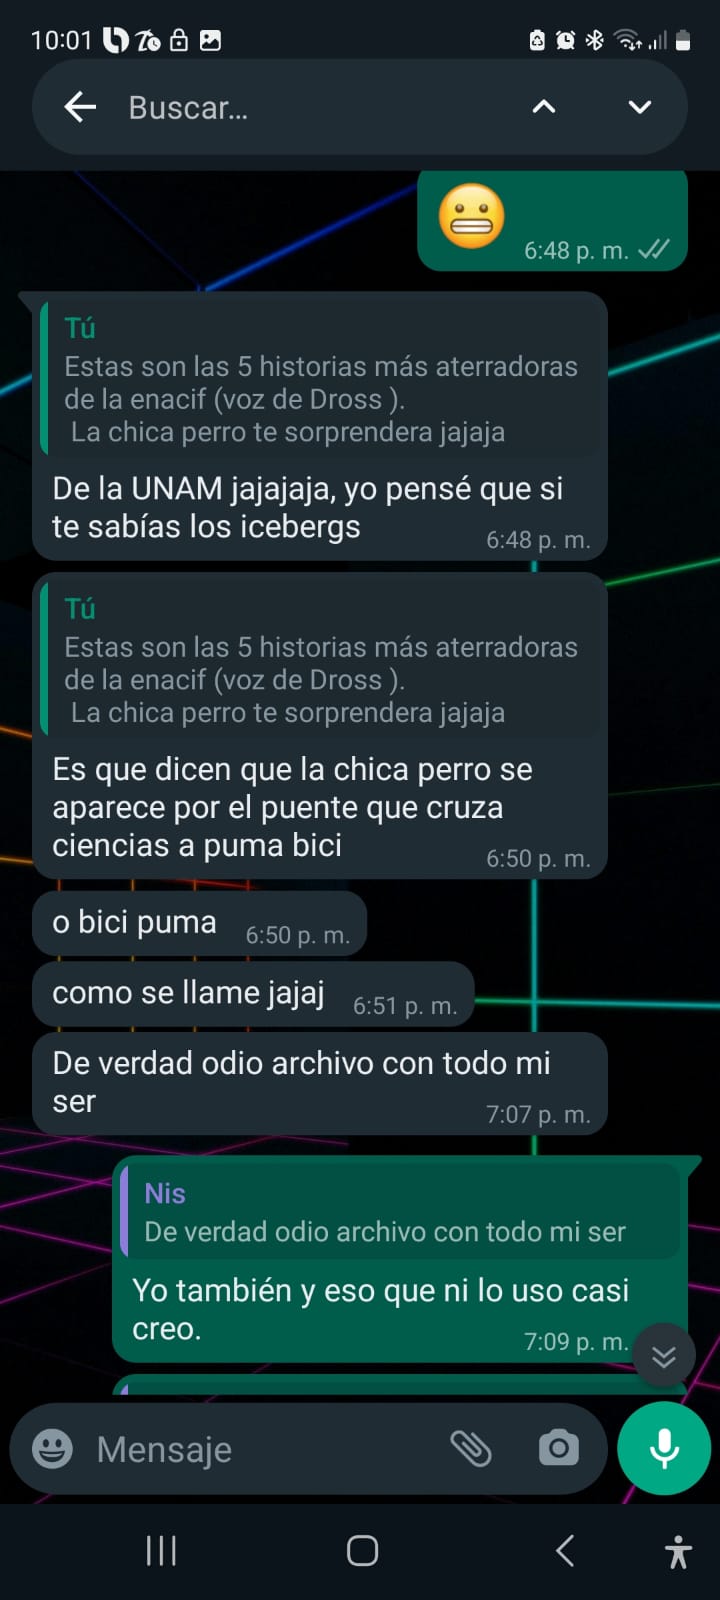 10:01
Buscar...
6:48 p. m.
Tú
Estas son las 5 historias más aterradoras
de la enacif (voz de Dross ).
La chica perro te sorprendera jajaja
De la UNAM jajajaja, yo pensé que si
te sabías los icebergs
6:48 p. m.
Tú
Estas son las 5 historias más aterradoras
de la enacif (voz de Dross ).
La chica perro te sorprendera jajaja
Es que dicen que la chica perro se
aparece por el puente que cruza
ciencias a puma bici
6:50 p. m.
o bici puma
6:50 p. m.
como se llame jajaj
6:51 p. m.
De verdad odio archivo con todo mi
ser
7:07 p. m.
Nis
De verdad odio archivo con todo mi ser
Yo también y eso que ni lo uso casi
creo.
7:09 p. m.
Mensaje